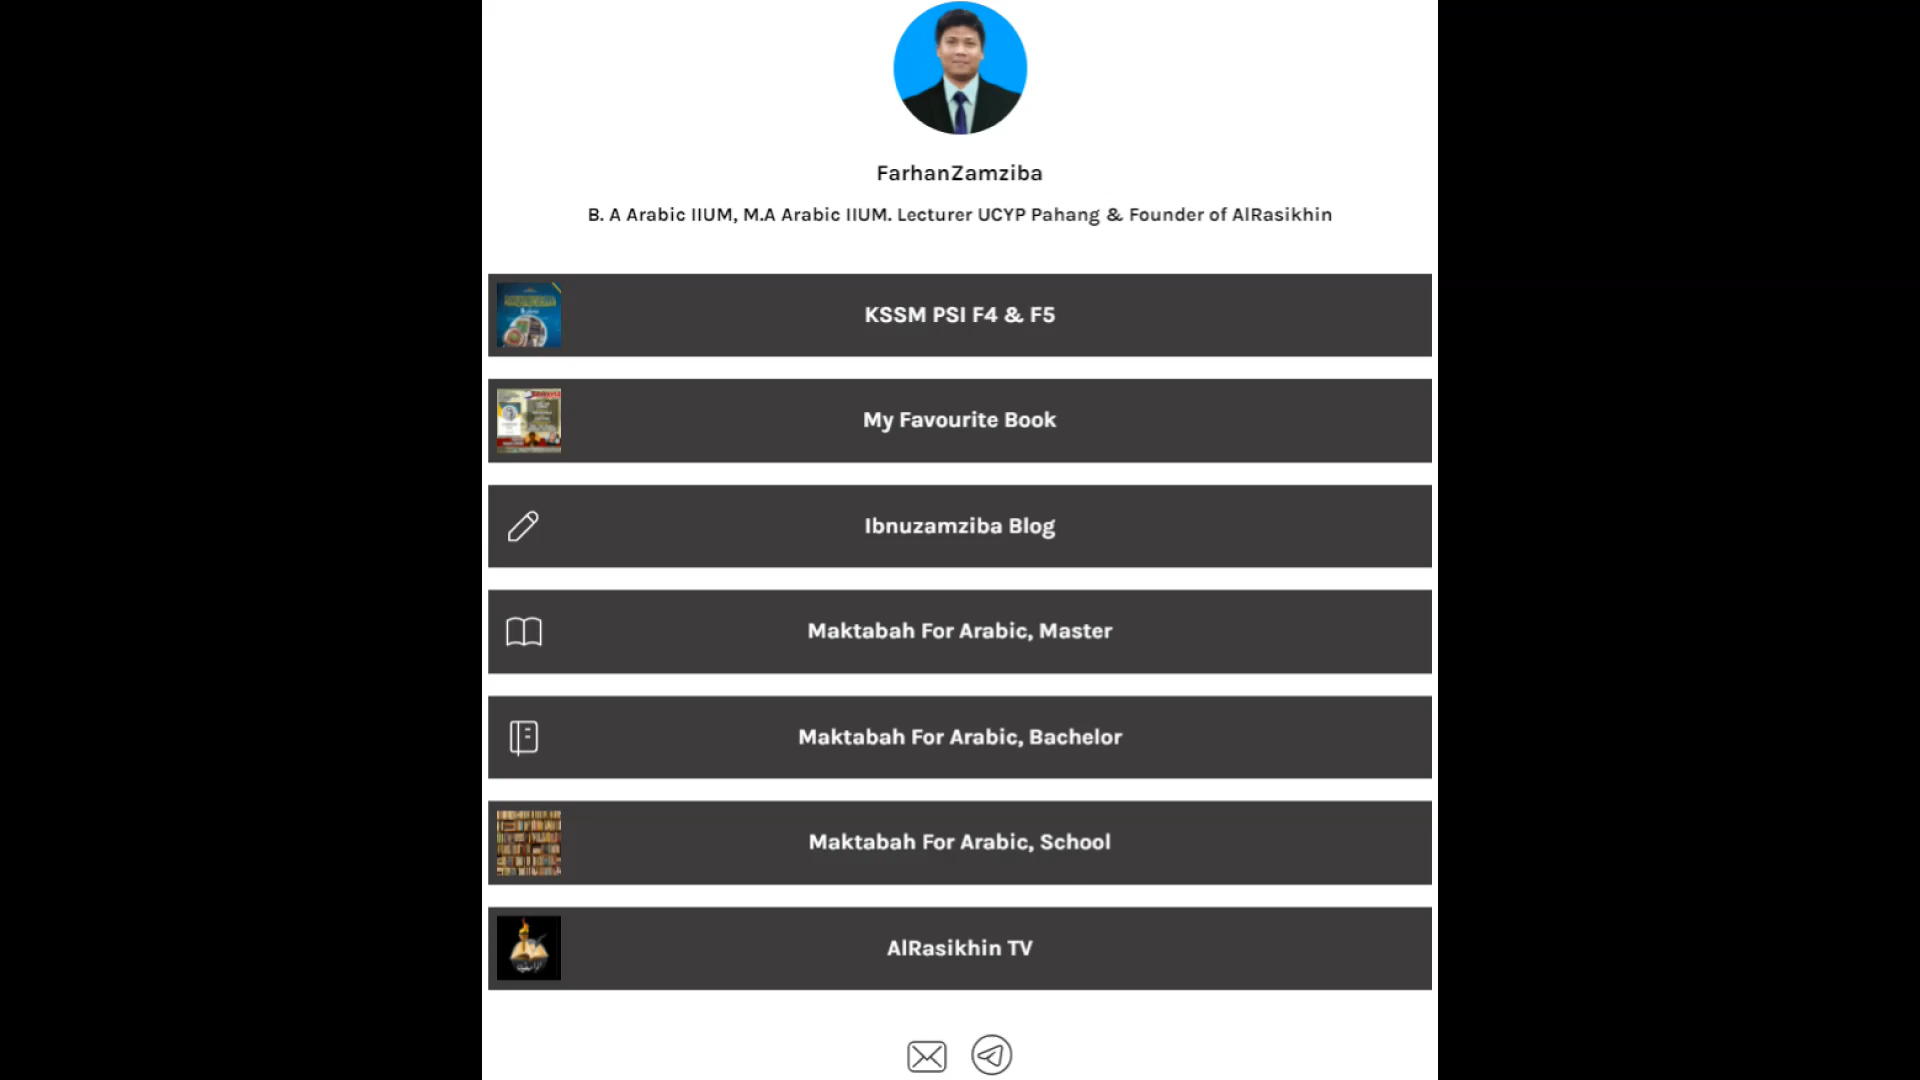 FarhanZamziba
B. A Arabic IIUM, M.A Arabic IIUM. Lecturer UCYP Pahang & Founder of AlRasikhin
KSSM PSI F4 & F5
My Favourite Book
Ibnuzamziba Blog
Maktabah For Arabic, Master
Maktabah For Arabic, Bachelor
Maktabah For Arabic, School
AlRasikhin TV